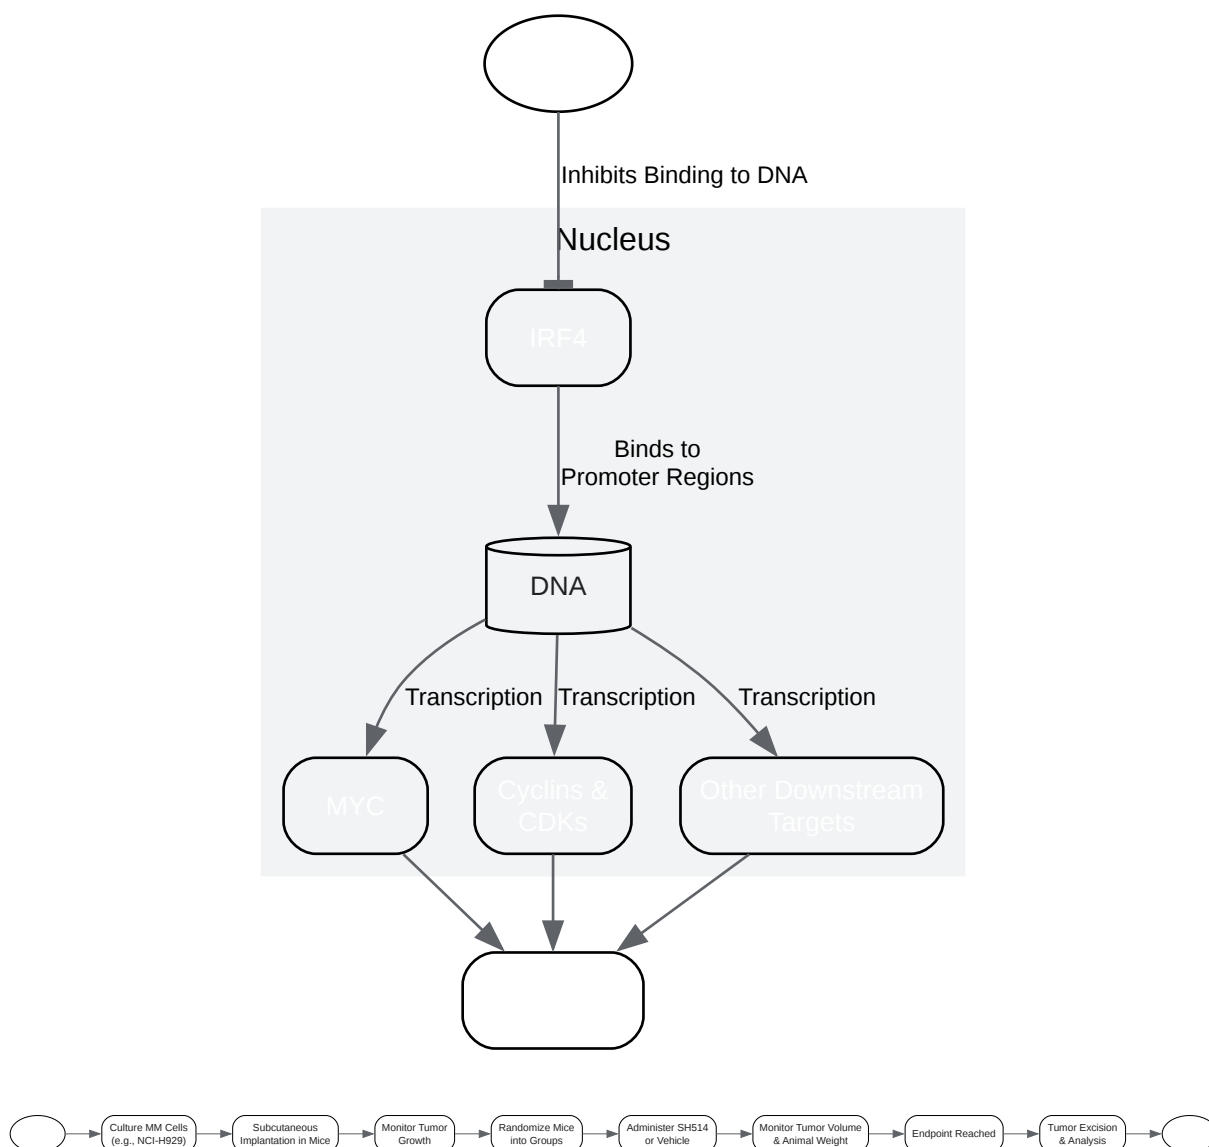 Inhibits Binding to DNA
Nucleus
IRF4
Binds to
Promoter Regions
DNA
Transcription
Transcription
Transcription
MYC
Cyclins &
CDKs
Other Downstream
Targets
Culture MM Cells
(e.g., NCI-H929)
Subcutaneous
Implantation in Mice
Monitor Tumor
Growth
Randomize Mice
into Groups
Administer SH514
or Vehicle
Monitor Tumor Volume
& Animal Weight
Endpoint Reached
Tumor Excision
& Analysis